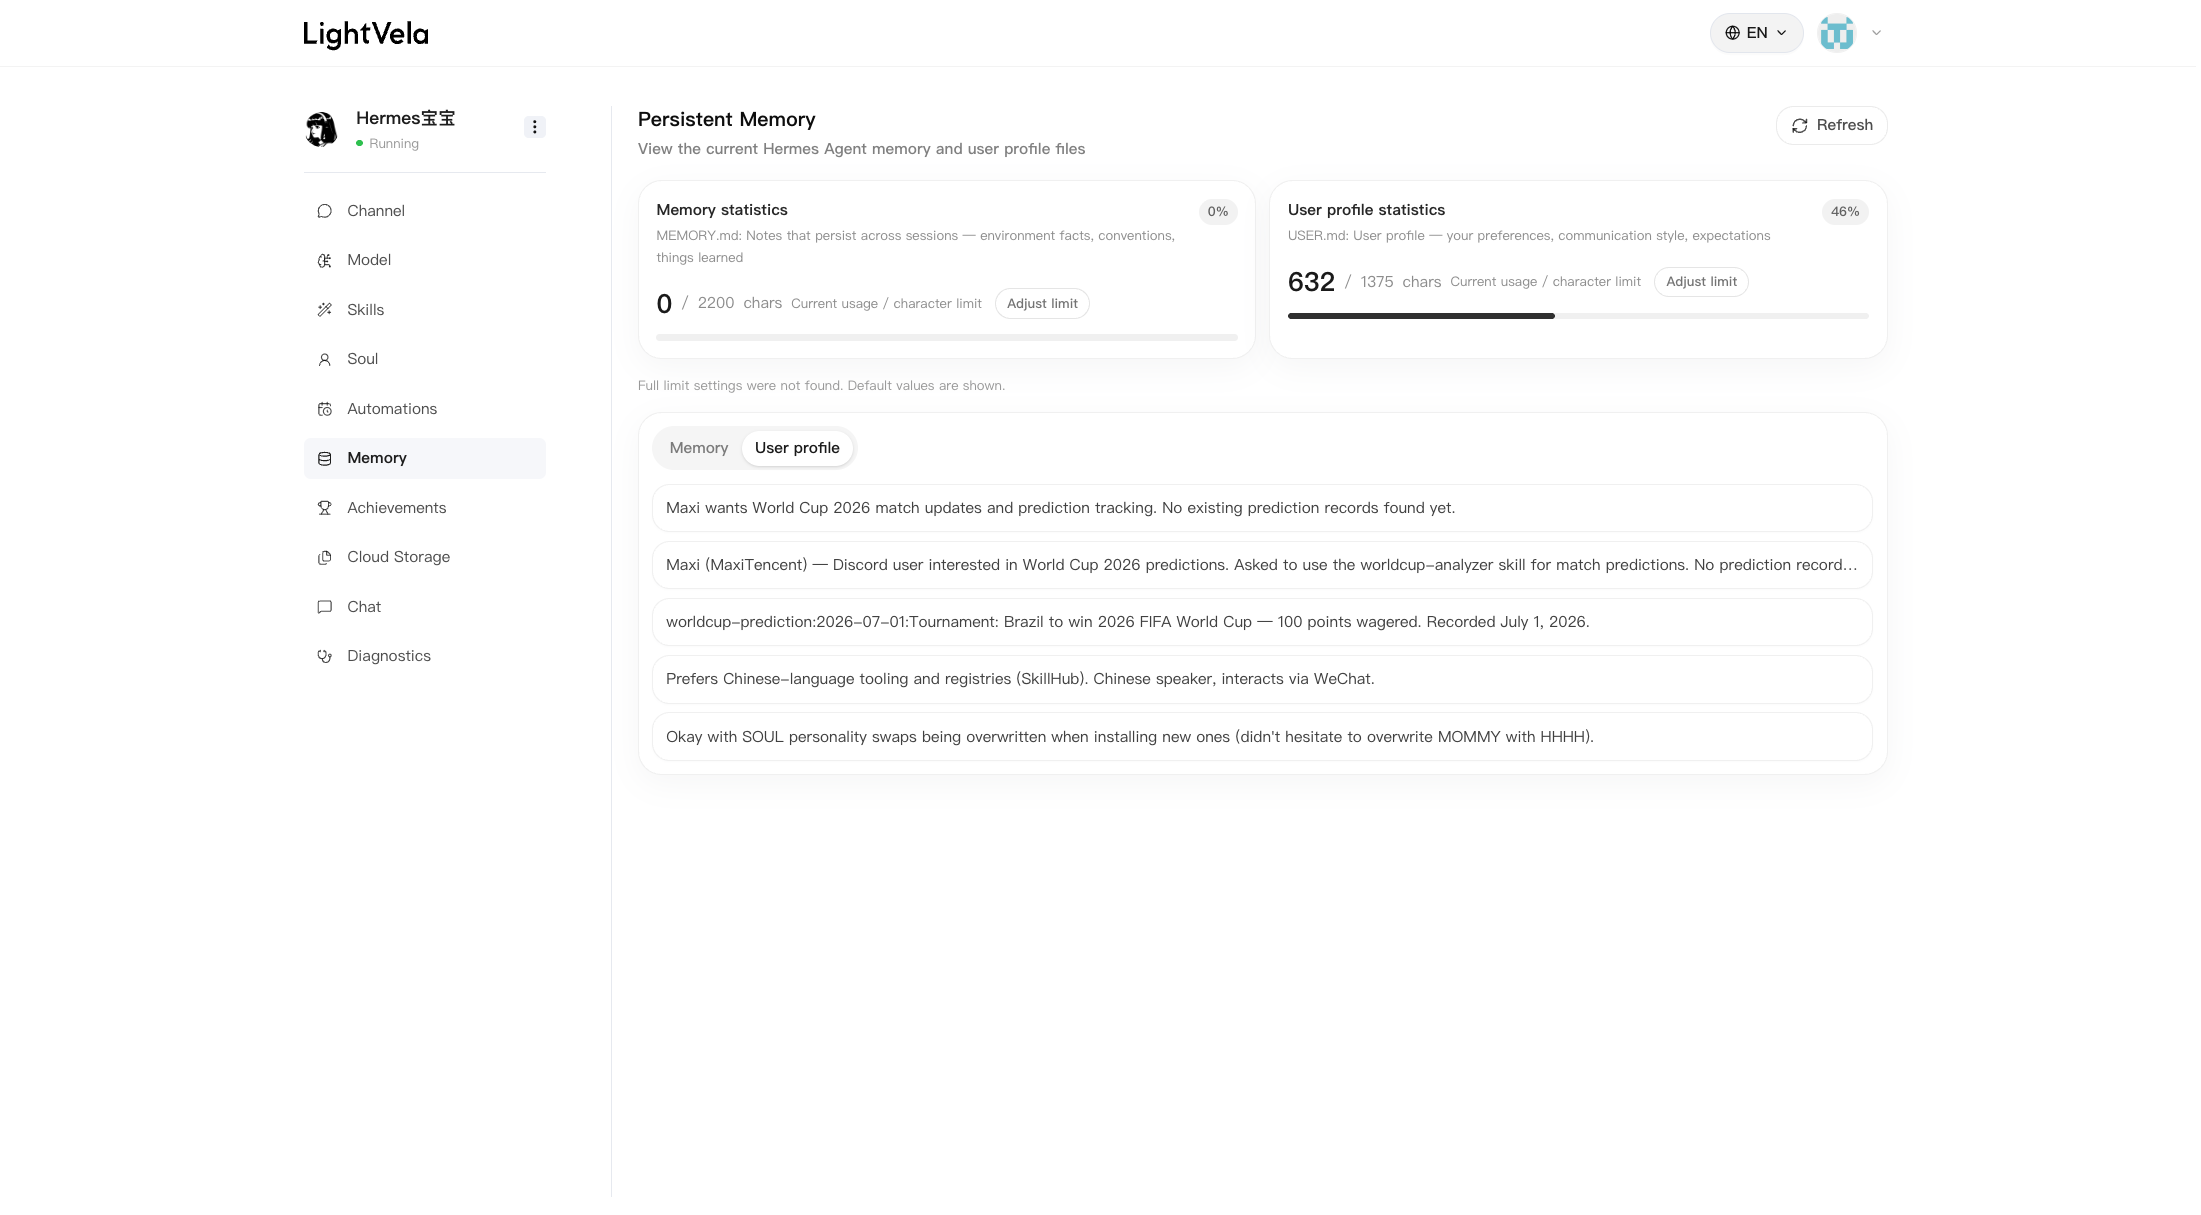 LightVela
EN
Hermes宝宝
Running
Channel
Model
Skills
Soul
Automations
Memory
Achievements
Cloud Storage
Chat
Diagnostics
Persistent Memory
View the current Hermes Agent memory and user profile files
Refresh
Memory statistics
0%
MEMORY.md: Notes that persist across sessions — environment facts, conventions,
things learned
0 / 2200 chars Current usage / character limit Adjust limit
User profile statistics
46%
USER.md: User profile — your preferences, communication style, expectations
632 / 1375 chars Current usage / character limit Adjust limit
Full limit settings were not found. Default values are shown.
Memory User profile
Maxi wants World Cup 2026 match updates and prediction tracking. No existing prediction records found yet.
Maxi (MaxiTencent) — Discord user interested in World Cup 2026 predictions. Asked to use the worldcup-analyzer skill for match predictions. No prediction record…
worldcup-prediction:2026-07-01:Tournament: Brazil to win 2026 FIFA World Cup — 100 points wagered. Recorded July 1, 2026.
Prefers Chinese-language tooling and registries (SkillHub). Chinese speaker, interacts via WeChat.
Okay with SOUL personality swaps being overwritten when installing new ones (didn't hesitate to overwrite MOMMY with HHHH).